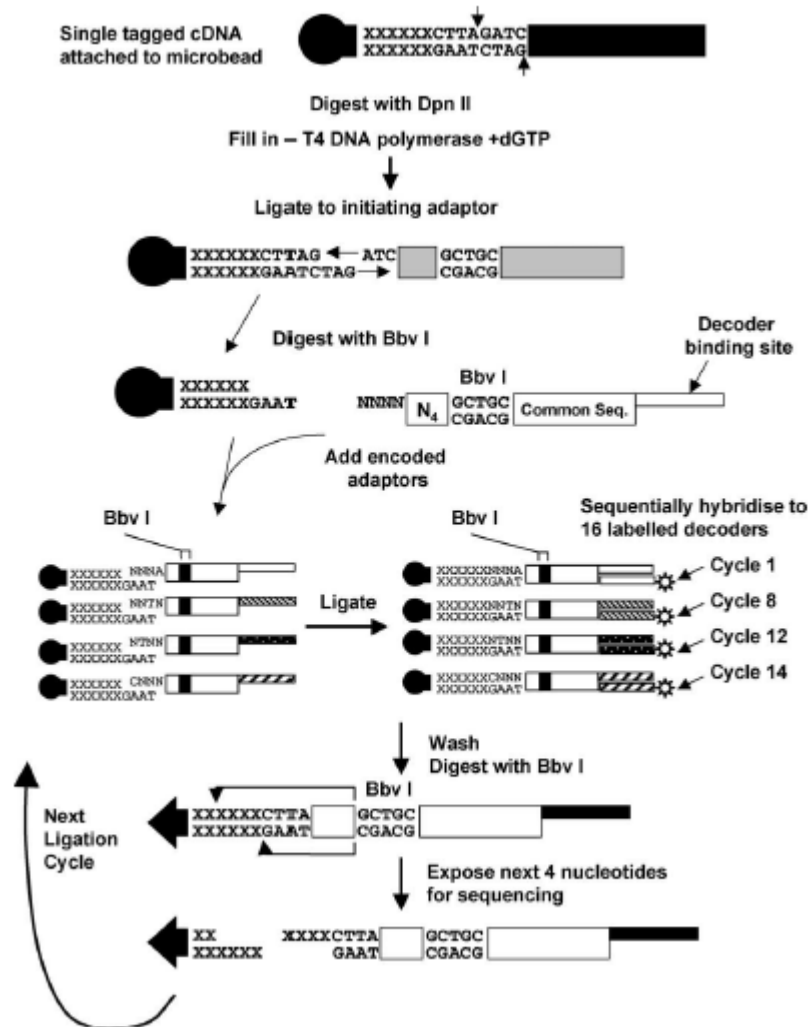 Single tagged cDNA
attached to microbead
XXXXXXCTTAGATC
XXXXXXGAATCTAG
Digest with Dpn II
Fill in – T4 DNA polymerase +dGTP
Ligate to initiating adaptor
XXXXXXCTTAG
ATC
GCTGC
XXXXXXGAATCTAG
CGACG
Digest with Bbv I
Decoder
binding site
XXXXXX
XXXXXXGAAT
Bbv I
NNNN
N4
GCTGC
CGACG
Common Seq.
Add encoded
adaptors
Bbv I
XXXXXX NNNA
XXXXXXGAAT
XXXXXX NNTN
XXXXXXGAAT
XXXXXX NTNN
XXXXXXGAAT
XXXXXX CNNN
XXXXXXGAAT
Ligate
Bbv I
Sequentially hybridise to
16 labelled decoders
XXXXXXNNNA
XXXXXXGAAT
Cycle 1
XXXXXXNNTN
XXXXXXGAAT
Cycle 8
XXXXXXNTNN
XXXXXXGAAT
Cycle 12
XXXXXXCNNN
XXXXXXGAAT
Cycle 14
Wash
Digest with Bbv I
Bbv I
Next
Ligation
Cycle
XXXXXXCTTA
GCTGC
XXXXXXGAAT
CGACG
Expose next 4 nucleotides
for sequencing
XX
XXXXCTTA
GCTGC
XXXXXX
GAAT
CGACG